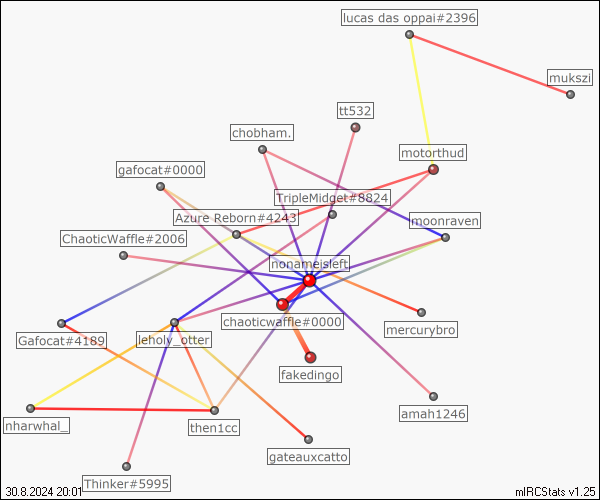 lucas das oppai#2396
mukszi
tt532
chobham.
motorthud
gafocat#0000
TripleMidget#8824
Azure Reborn#4243
moonraven
ChaoticWaffle#2006
nonameisleft
chaoticwaffle#0000
mercurybro
Gafocat#4189
leholy_otter
fakedingo
amah1246
nharwhal_
then1cc
gateauxcatto
Thinker#5995
30.8.2024 20:01
mIRCStats v1.25